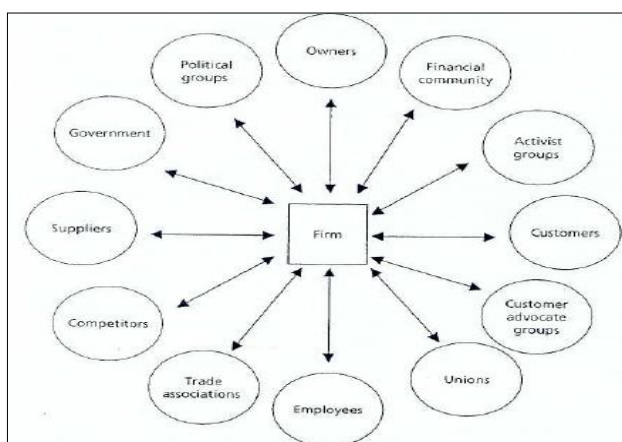 Owners
Political
groups
Financial
community
Government
Activist
groups
Suppliers
Firm
Customers
Competitors
Customer
advocate
groups
Trade
associations
Employees
Unions